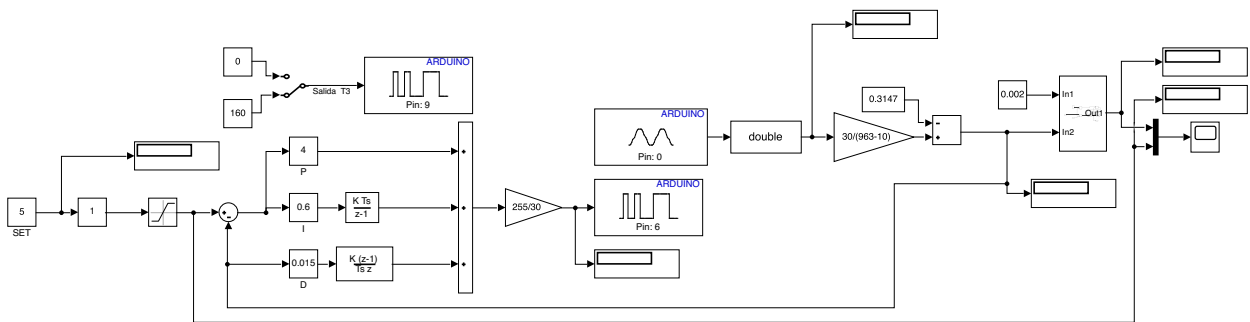 0
160
Salida T3
ARDUINO
Pin: 9
5
SET
1
4
P
0.6
I
K Ts
z-1
0.015
D
K (z-1)
Ts z
255/30
ARDUINO
Pin: 0
ARDUINO
Pin: 6
double
0.3147
30/(963-10)
0.002
In1
In2
Out1